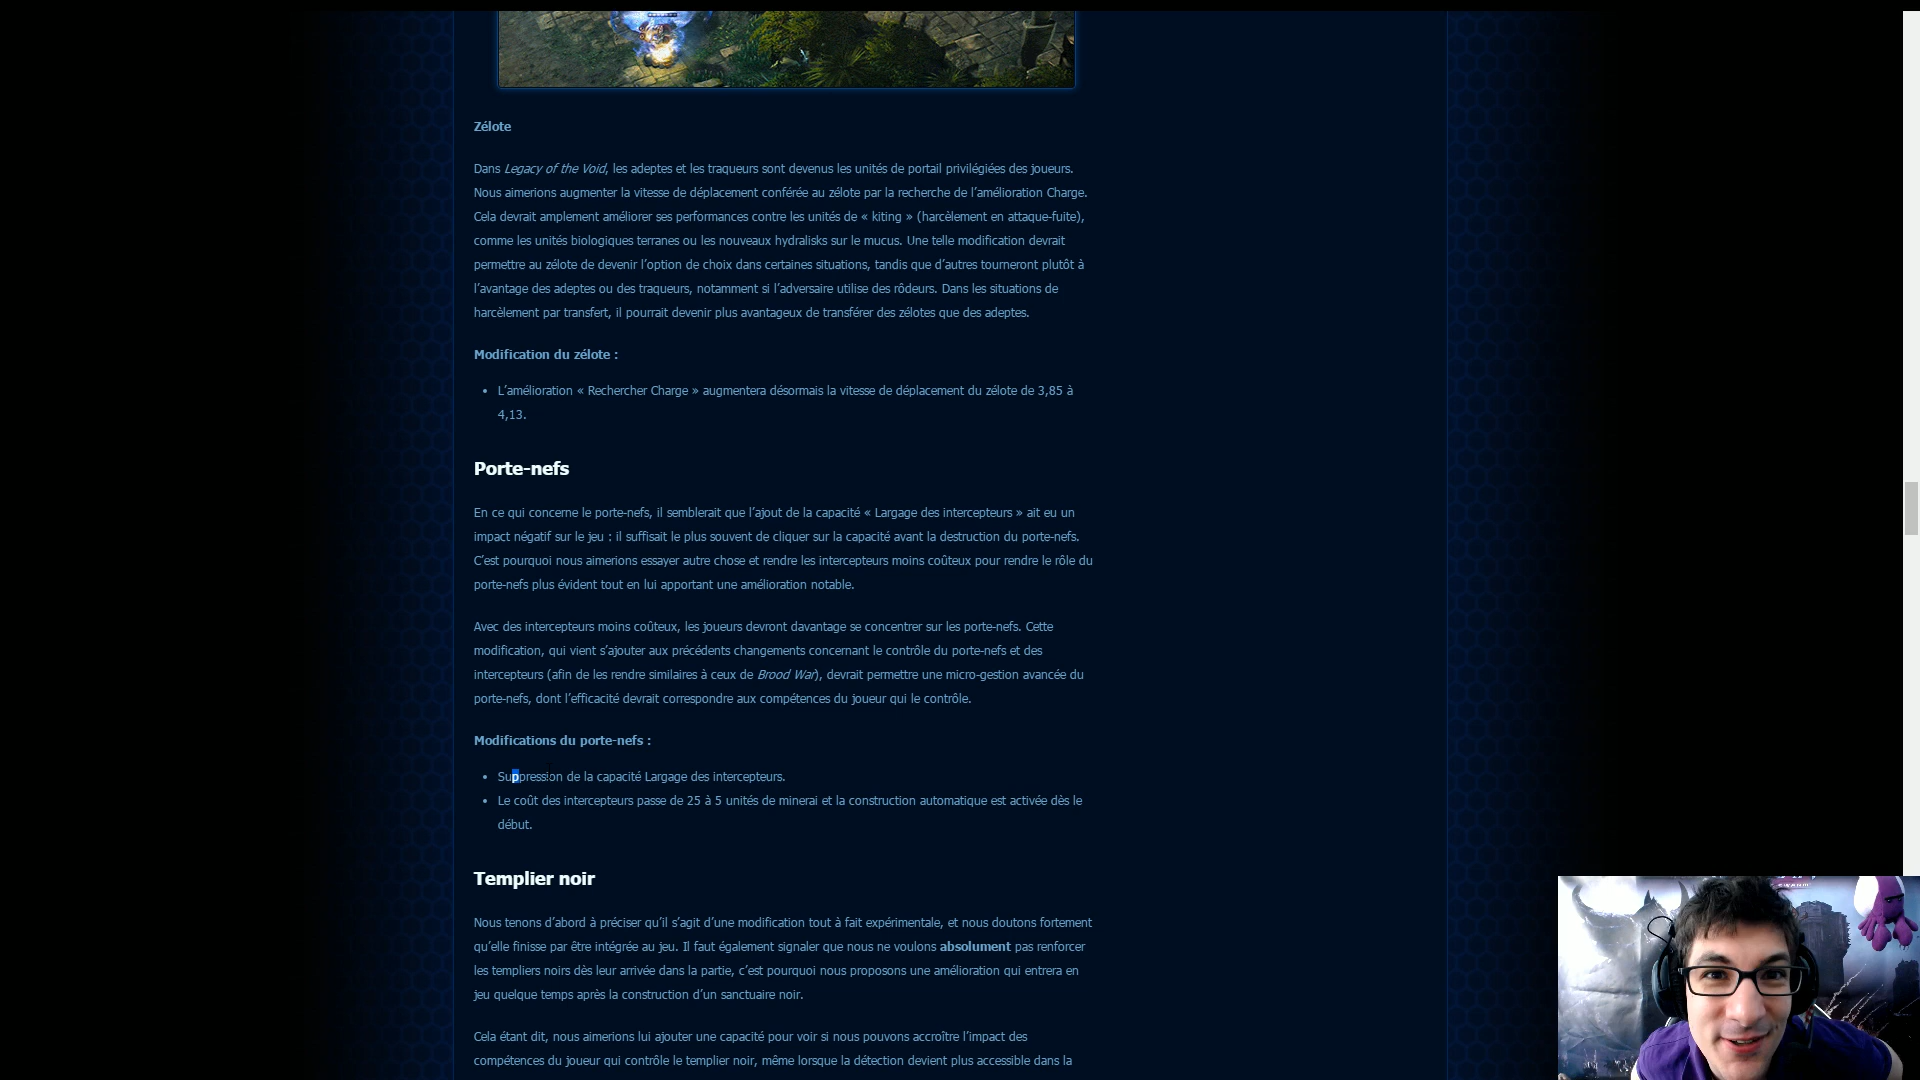 Zélote
Dans Legacy of the Void, les adeptes et les traqueurs sont devenus les unités de portail privilégiées des joueurs.
Nous aimerions augmenter la vitesse de déplacement conférée au zélote par la recherche de l’amélioration Charge.
Cela devrait amplement améliorer ses performances contre les unités de « kiting » (harcèlement en attaque-fuite),
comme les unités biologiques terranes ou les nouveaux hydralisks sur le mucus. Une telle modification devrait
permettre au zélote de devenir l’option de choix dans certaines situations, tandis que d’autres tourneront plutôt à
l’avantage des adeptes ou des traqueurs, notamment si l’adversaire utilise des rôdeurs. Dans les situations de
harcèlement par transfert, il pourrait devenir plus avantageux de transférer des zélotes que des adeptes.
Modification du zélote :
• L’amélioration « Rechercher Charge » augmentera désormais la vitesse de déplacement du zélote de 3,85 à
4,13.
Porte-nefs
En ce qui concerne le porte-nefs, il semblerait que l’ajout de la capacité « Largage des intercepteurs » ait eu un
impact négatif sur le jeu : il suffisait le plus souvent de cliquer sur la capacité avant la destruction du porte-nefs.
C’est pourquoi nous aimerions essayer autre chose et rendre les intercepteurs moins coûteux pour rendre le rôle du
porte-nefs plus évident tout en lui apportant une amélioration notable.
Avec des intercepteurs moins coûteux, les joueurs devront davantage se concentrer sur les porte-nefs. Cette
modification, qui vient s’ajouter aux précédents changements concernant le contrôle du porte-nefs et des
intercepteurs (afin de les rendre similaires à ceux de Brood War), devrait permettre une micro-gestion avancée du
porte-nefs, dont l’efficacité devrait correspondre aux compétences du joueur qui le contrôle.
Modifications du porte-nefs :
• Suppression de la capacité Largage des intercepteurs.
• Le coût des intercepteurs passe de 25 à 5 unités de minerai et la construction automatique est activée dès le
début.
Templier noir
Nous tenons d’abord à préciser qu’il s’agit d’une modification tout à fait expérimentale, et nous doutons fortement
qu’elle finisse par être intégrée au jeu. Il faut également signaler que nous ne voulons absolument pas renforcer
les templiers noirs dès leur arrivée dans la partie, c’est pourquoi nous proposons une amélioration qui entrera en
jeu quelque temps après la construction d’un sanctuaire noir.
Cela étant dit, nous aimerions lui ajouter une capacité pour voir si nous pouvons accroître l’impact des
compétences du joueur qui contrôle le templier noir, même lorsque la détection devient plus accessible dans la